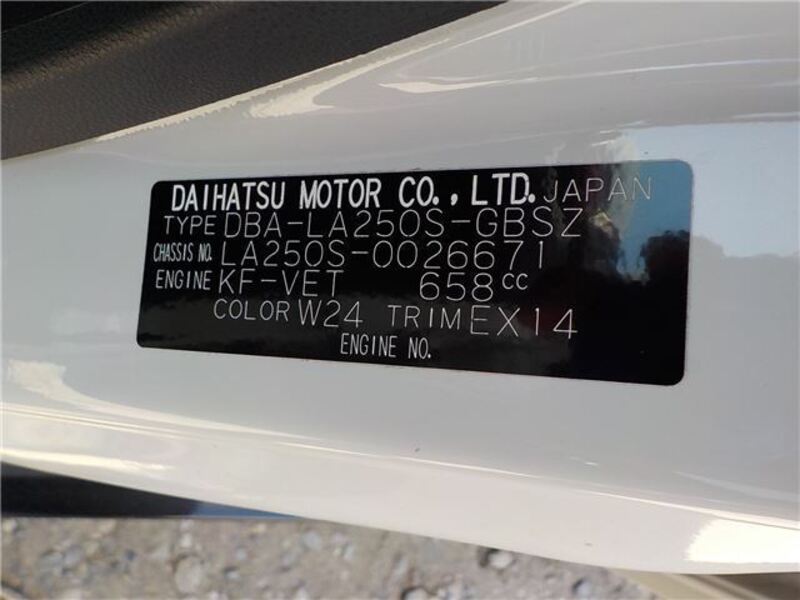 DAIHATSU MOTOR CO., LTD. JAPAN
TYPE DBA-LA250S-GBSZ
CHASSIS NO. LA250S-0026671
ENGINE KF-VET 658cc
COLOR W24 TRIM EX14
ENGINE NO.